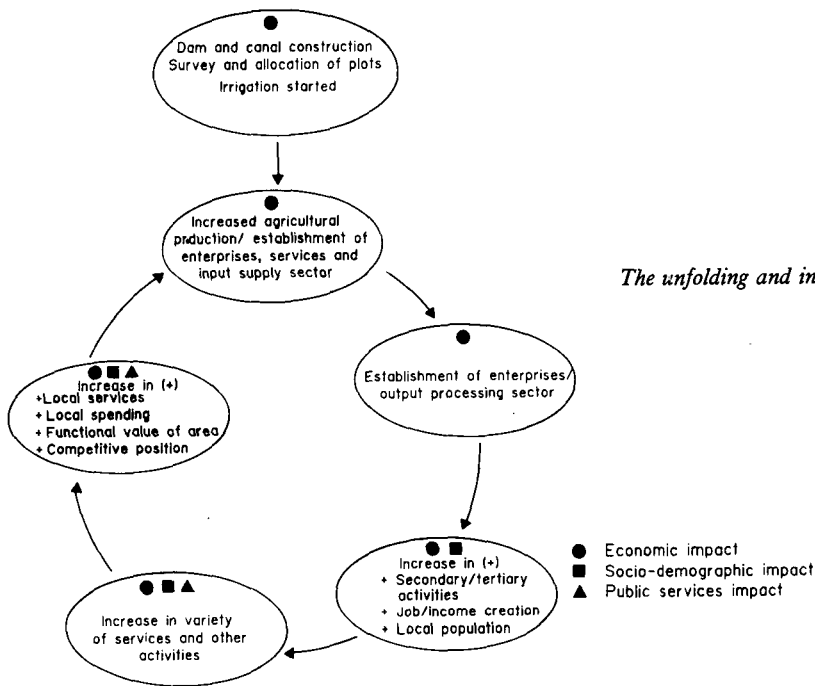 Dam and canal construction
Survey and allocation of plots
Irrigation started
Increased agricultural
production/ establishment of
enterprises, services and
input supply sector
The unfolding and in
Establishment of enterprises/
output processing sector
Increase in (+)
+ Secondary/tertiary
activities
+ Job/income creation
+ Local population
● Economic impact
■ Socio-demographic impact
▲ Public services impact
Increase in variety
of services and other
activities
Increase in (+)
+Local services
+ Local spending
+ Functional value of area
+ Competitive position